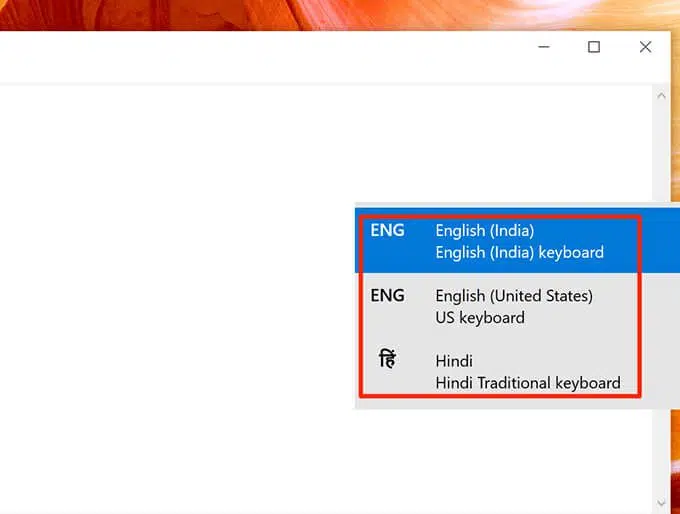 ENG English (India)
English (India) keyboard
ENG English (United States)
US keyboard
हिं Hindi
Hindi Traditional keyboard